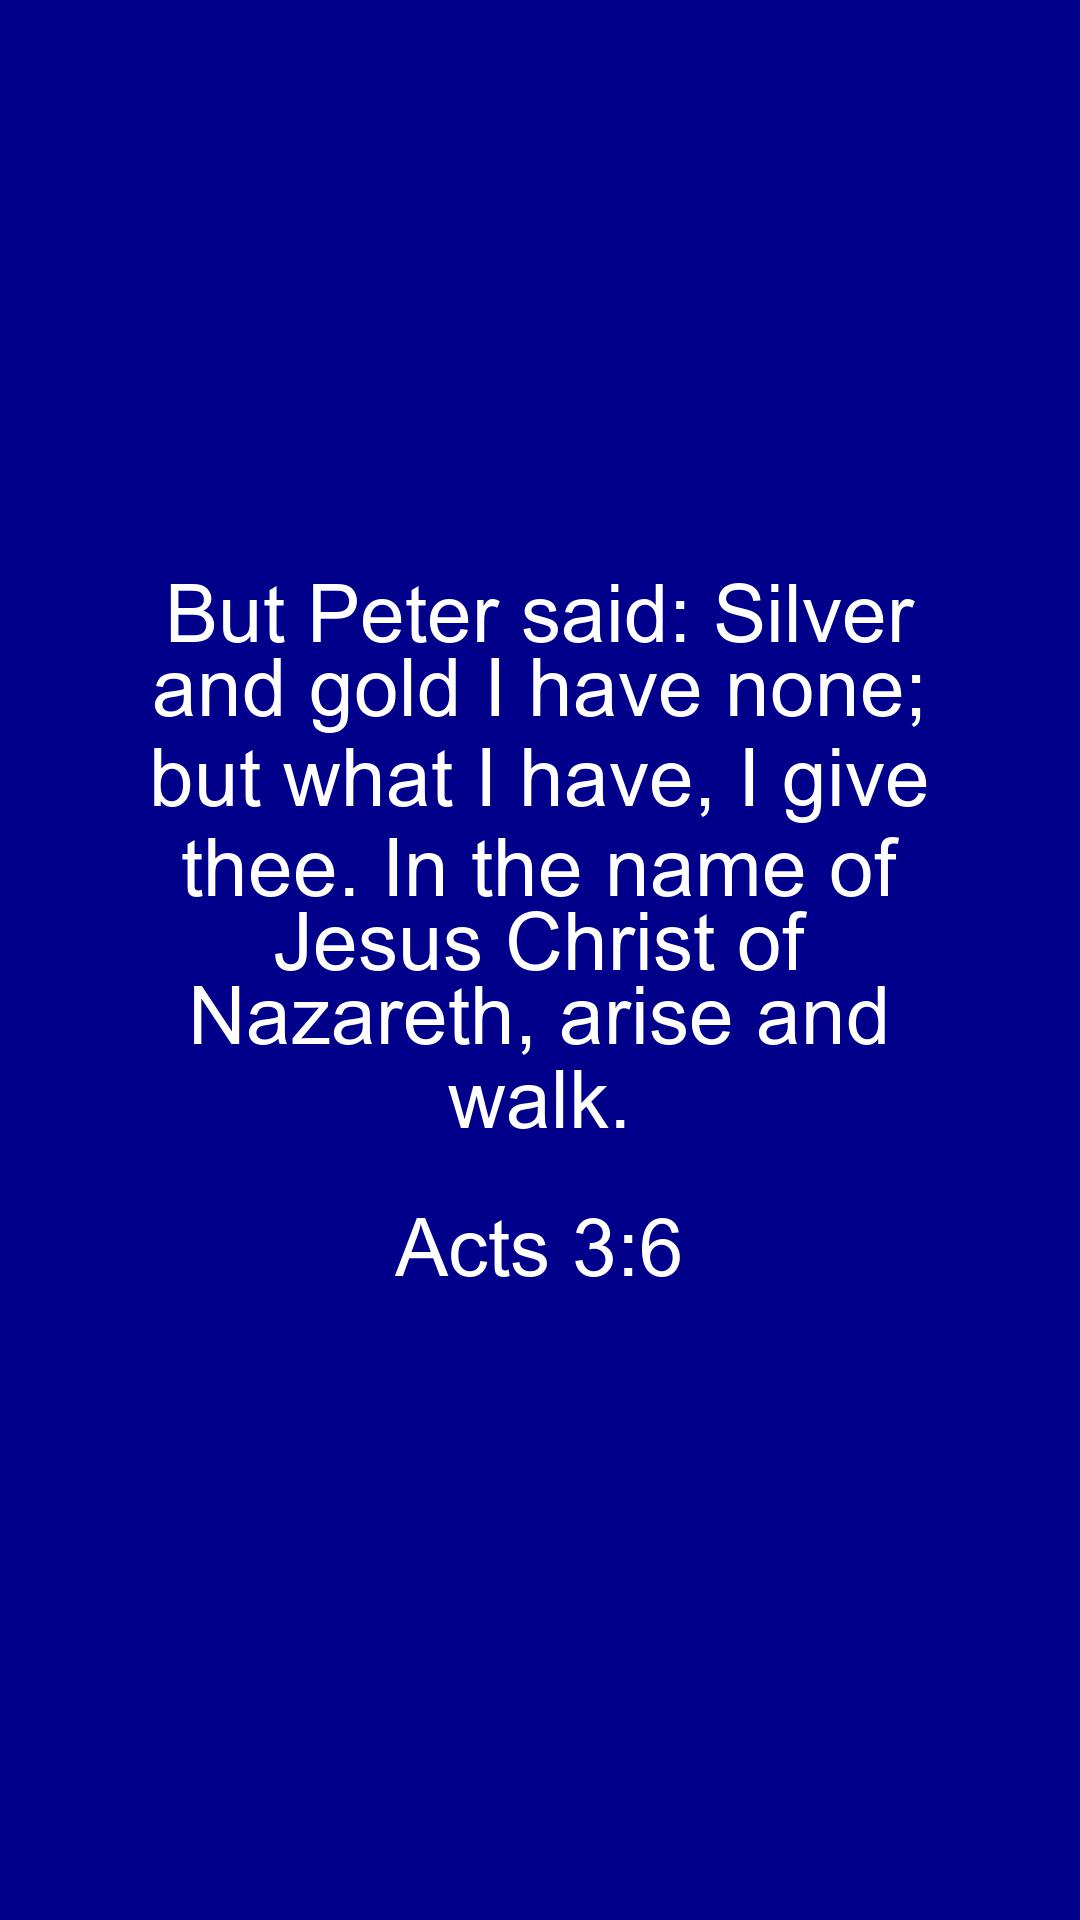 But Peter said: Silver
and gold I have none;
but what I have, I give
thee. In the name of
Jesus Christ of
Nazareth, arise and
walk.
Acts 3:6